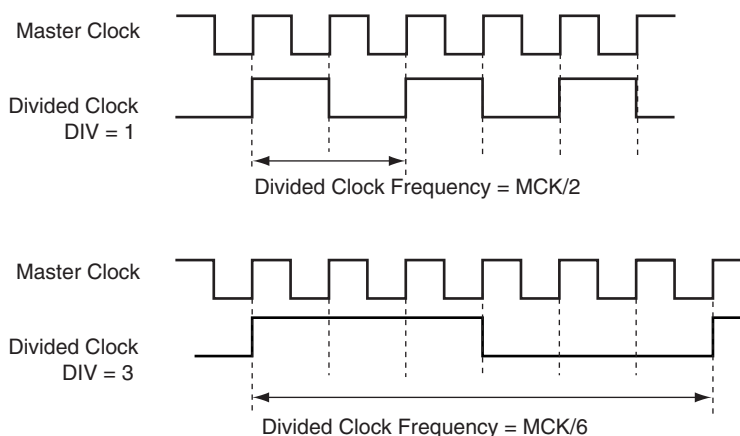 Master Clock
Divided Clock
DIV = 1
Divided Clock Frequency = MCK/2
Master Clock
Divided Clock
DIV = 3
Divided Clock Frequency = MCK/6